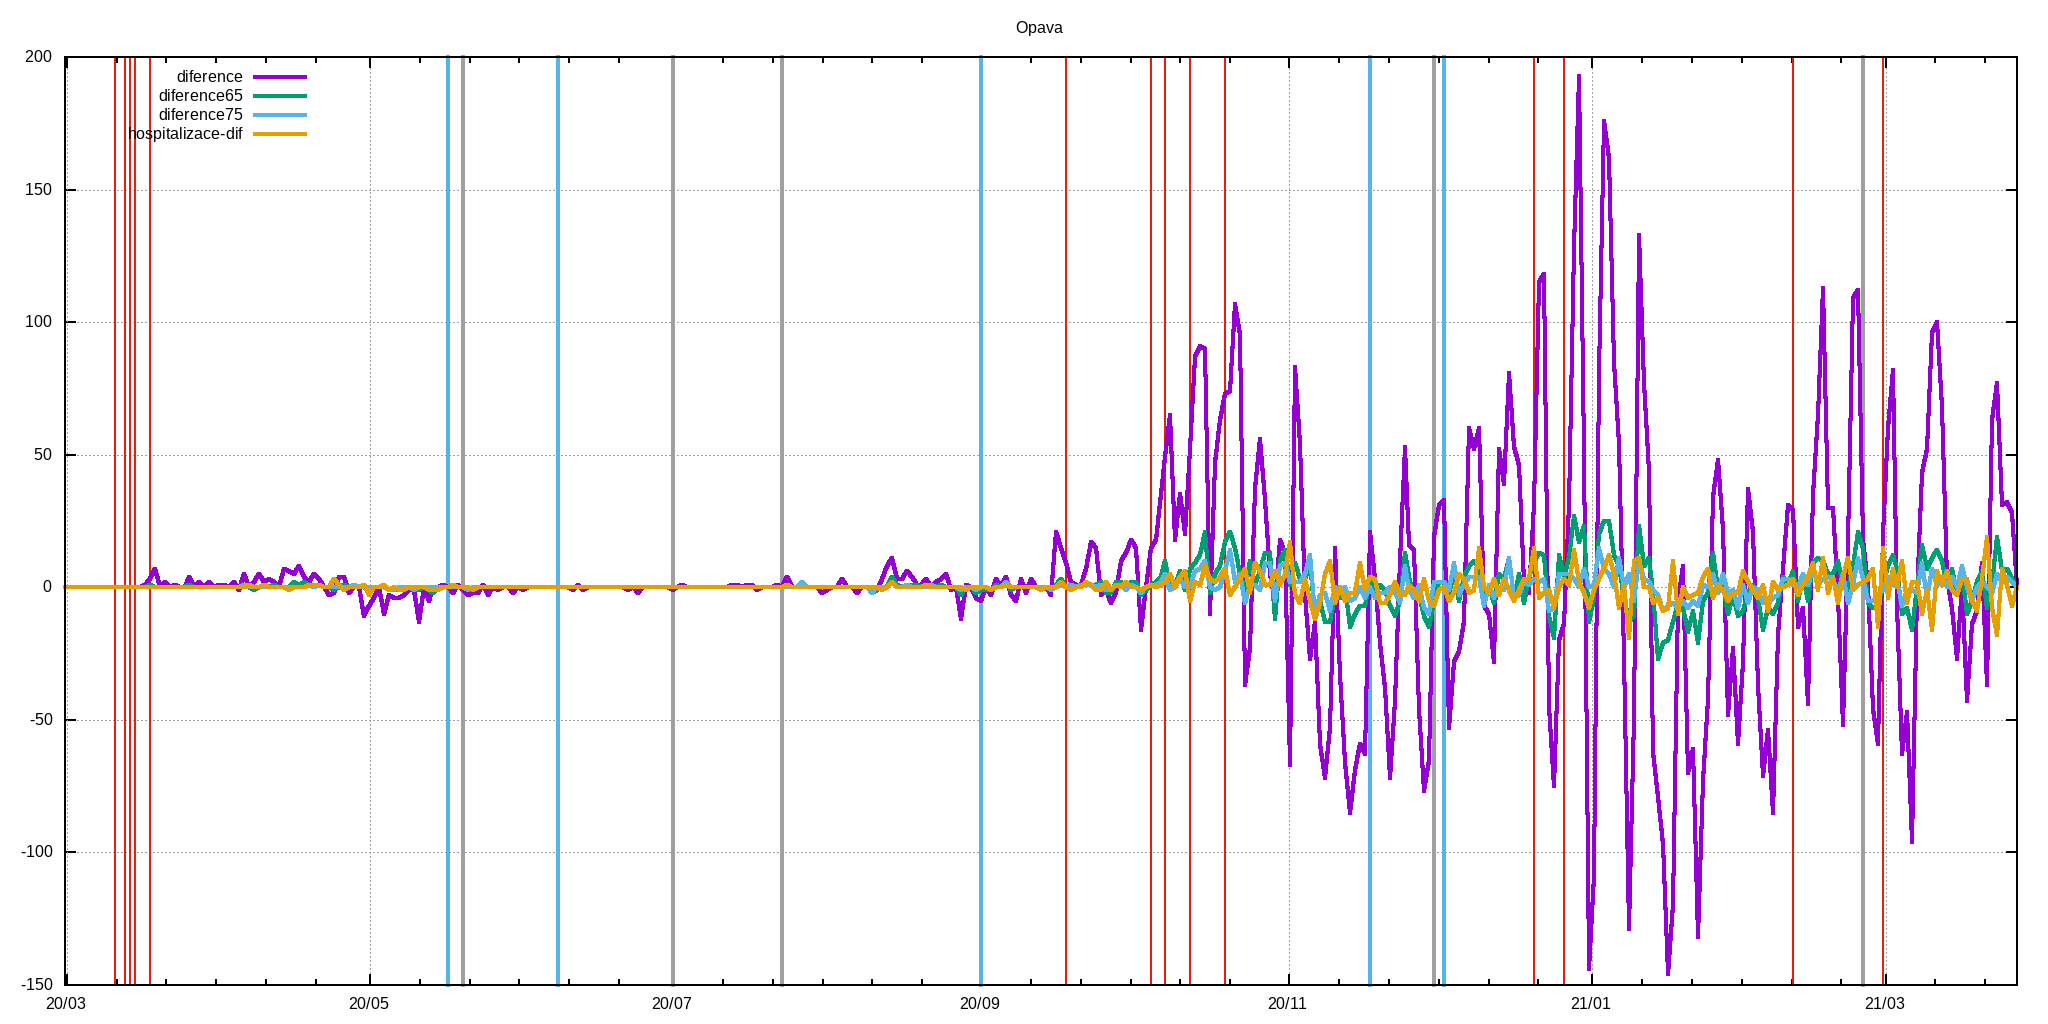 Opava
200
diference
diference65
diference75
hospitalizace-dif
150
100
50
0
-50
-100
-150
20/03 20/05 20/07 20/09 20/11 21/01 21/03